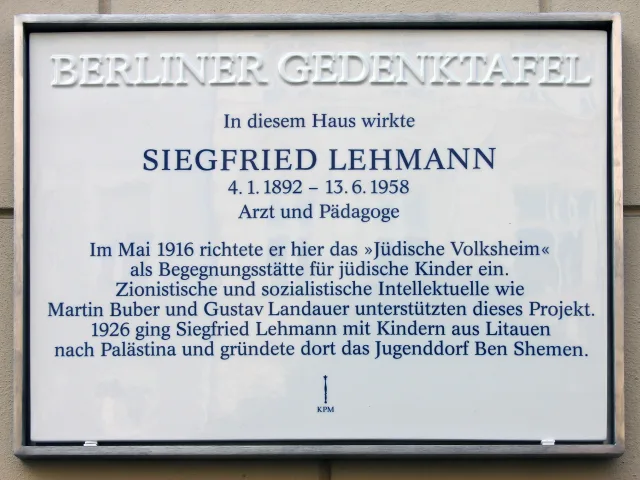 BERLINER GEDENKTAFEL
In diesem Haus wirkte
SIEGFRIED LEHMANN
4. 1. 1892 – 13. 6. 1958
Arzt und Pädagoge
Im Mai 1916 richtete er hier das »Jüdische Volksheim«
als Begegnungsstätte für jüdische Kinder ein.
Zionistische und sozialistische Intellektuelle wie
Martin Buber und Gustav Landauer unterstützten dieses Projekt.
1926 ging Siegfried Lehmann mit Kindern aus Litauen
nach Palästina und gründete dort das Jugenddorf Ben Shemen.
KPM